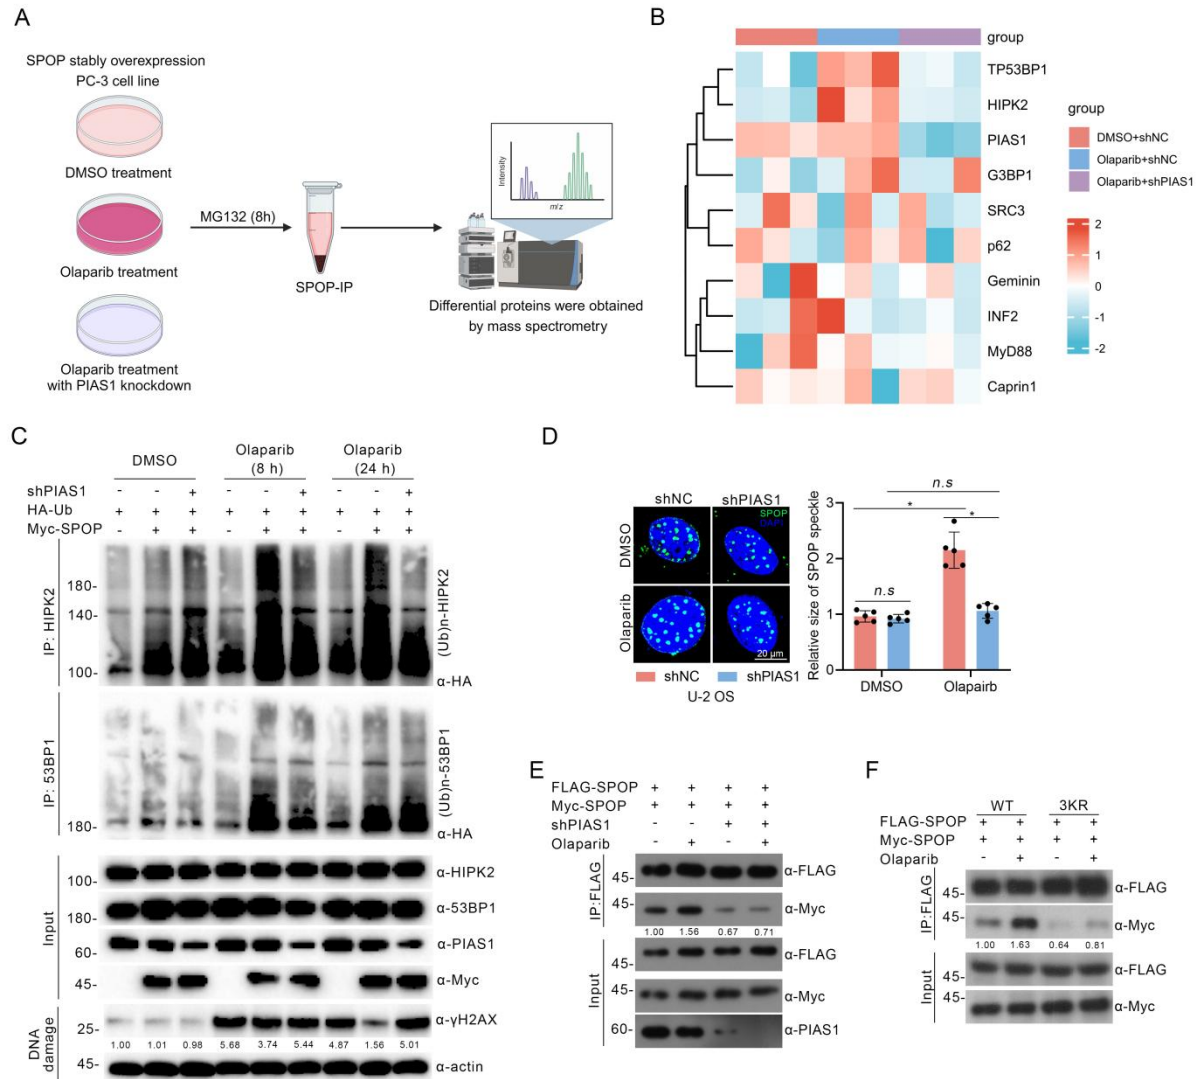 A
SPOP stably overexpression
PC-3 cell line
DMSO treatment
Olaparib treatment
Olaparib treatment
with PIAS1 knockdown
MG132 (8h)
SPOP-IP
Intensity
m/z
Differential proteins were obtained
by mass spectrometry
B
group
TP53BP1
HIPK2
PIAS1
G3BP1
SRC3
p62
Geminin
INF2
MyD88
Caprin1
group
DMSO+shNC
Olaparib+shNC
Olaparib+shPIAS1
2
1
0
-1
-2
C
DMSO
Olaparib
(8 h)
Olaparib
(24 h)
shPIAS1 - - + - - + - - +
HA-Ub + + + + + + + + +
Myc-SPOP - + + - + + - + +
IP: HIPK2
180-
140-
100-
(Ub)n-HIPK2
α-HA
IP: 53BP1
180-
(Ub)n-53BP1
α-HA
Input
100-
α-HIPK2
180-
α-53BP1
60-
α-PIAS1
45-
α-Myc
DNA
damage
25-
α-γH2AX
1.00 1.01 0.98 5.68 3.74 5.44 4.87 1.56 5.01
45-
α-actin
D
shNC shPIAS1
SPOP
DAPI
DMSO
Olaparib
20 μm
shNC shPIAS1
U-2 OS
Relative size of SPOP speckle
3
2
1
0
n.s
*
*
n.s
DMSO Olapairb
E
FLAG-SPOP + + + +
Myc-SPOP + + + +
shPIAS1 - - + +
Olaparib - + - +
IP:FLAG
45-
α-FLAG
45-
α-Myc
1.00 1.56 0.67 0.71
Input
45-
α-FLAG
45-
α-Myc
60-
α-PIAS1
F
WT 3KR
FLAG-SPOP + + + +
Myc-SPOP + + + +
Olaparib - + - +
IP:FLAG
45-
α-FLAG
45-
α-Myc
1.00 1.63 0.64 0.81
Input
45-
α-FLAG
45-
α-Myc